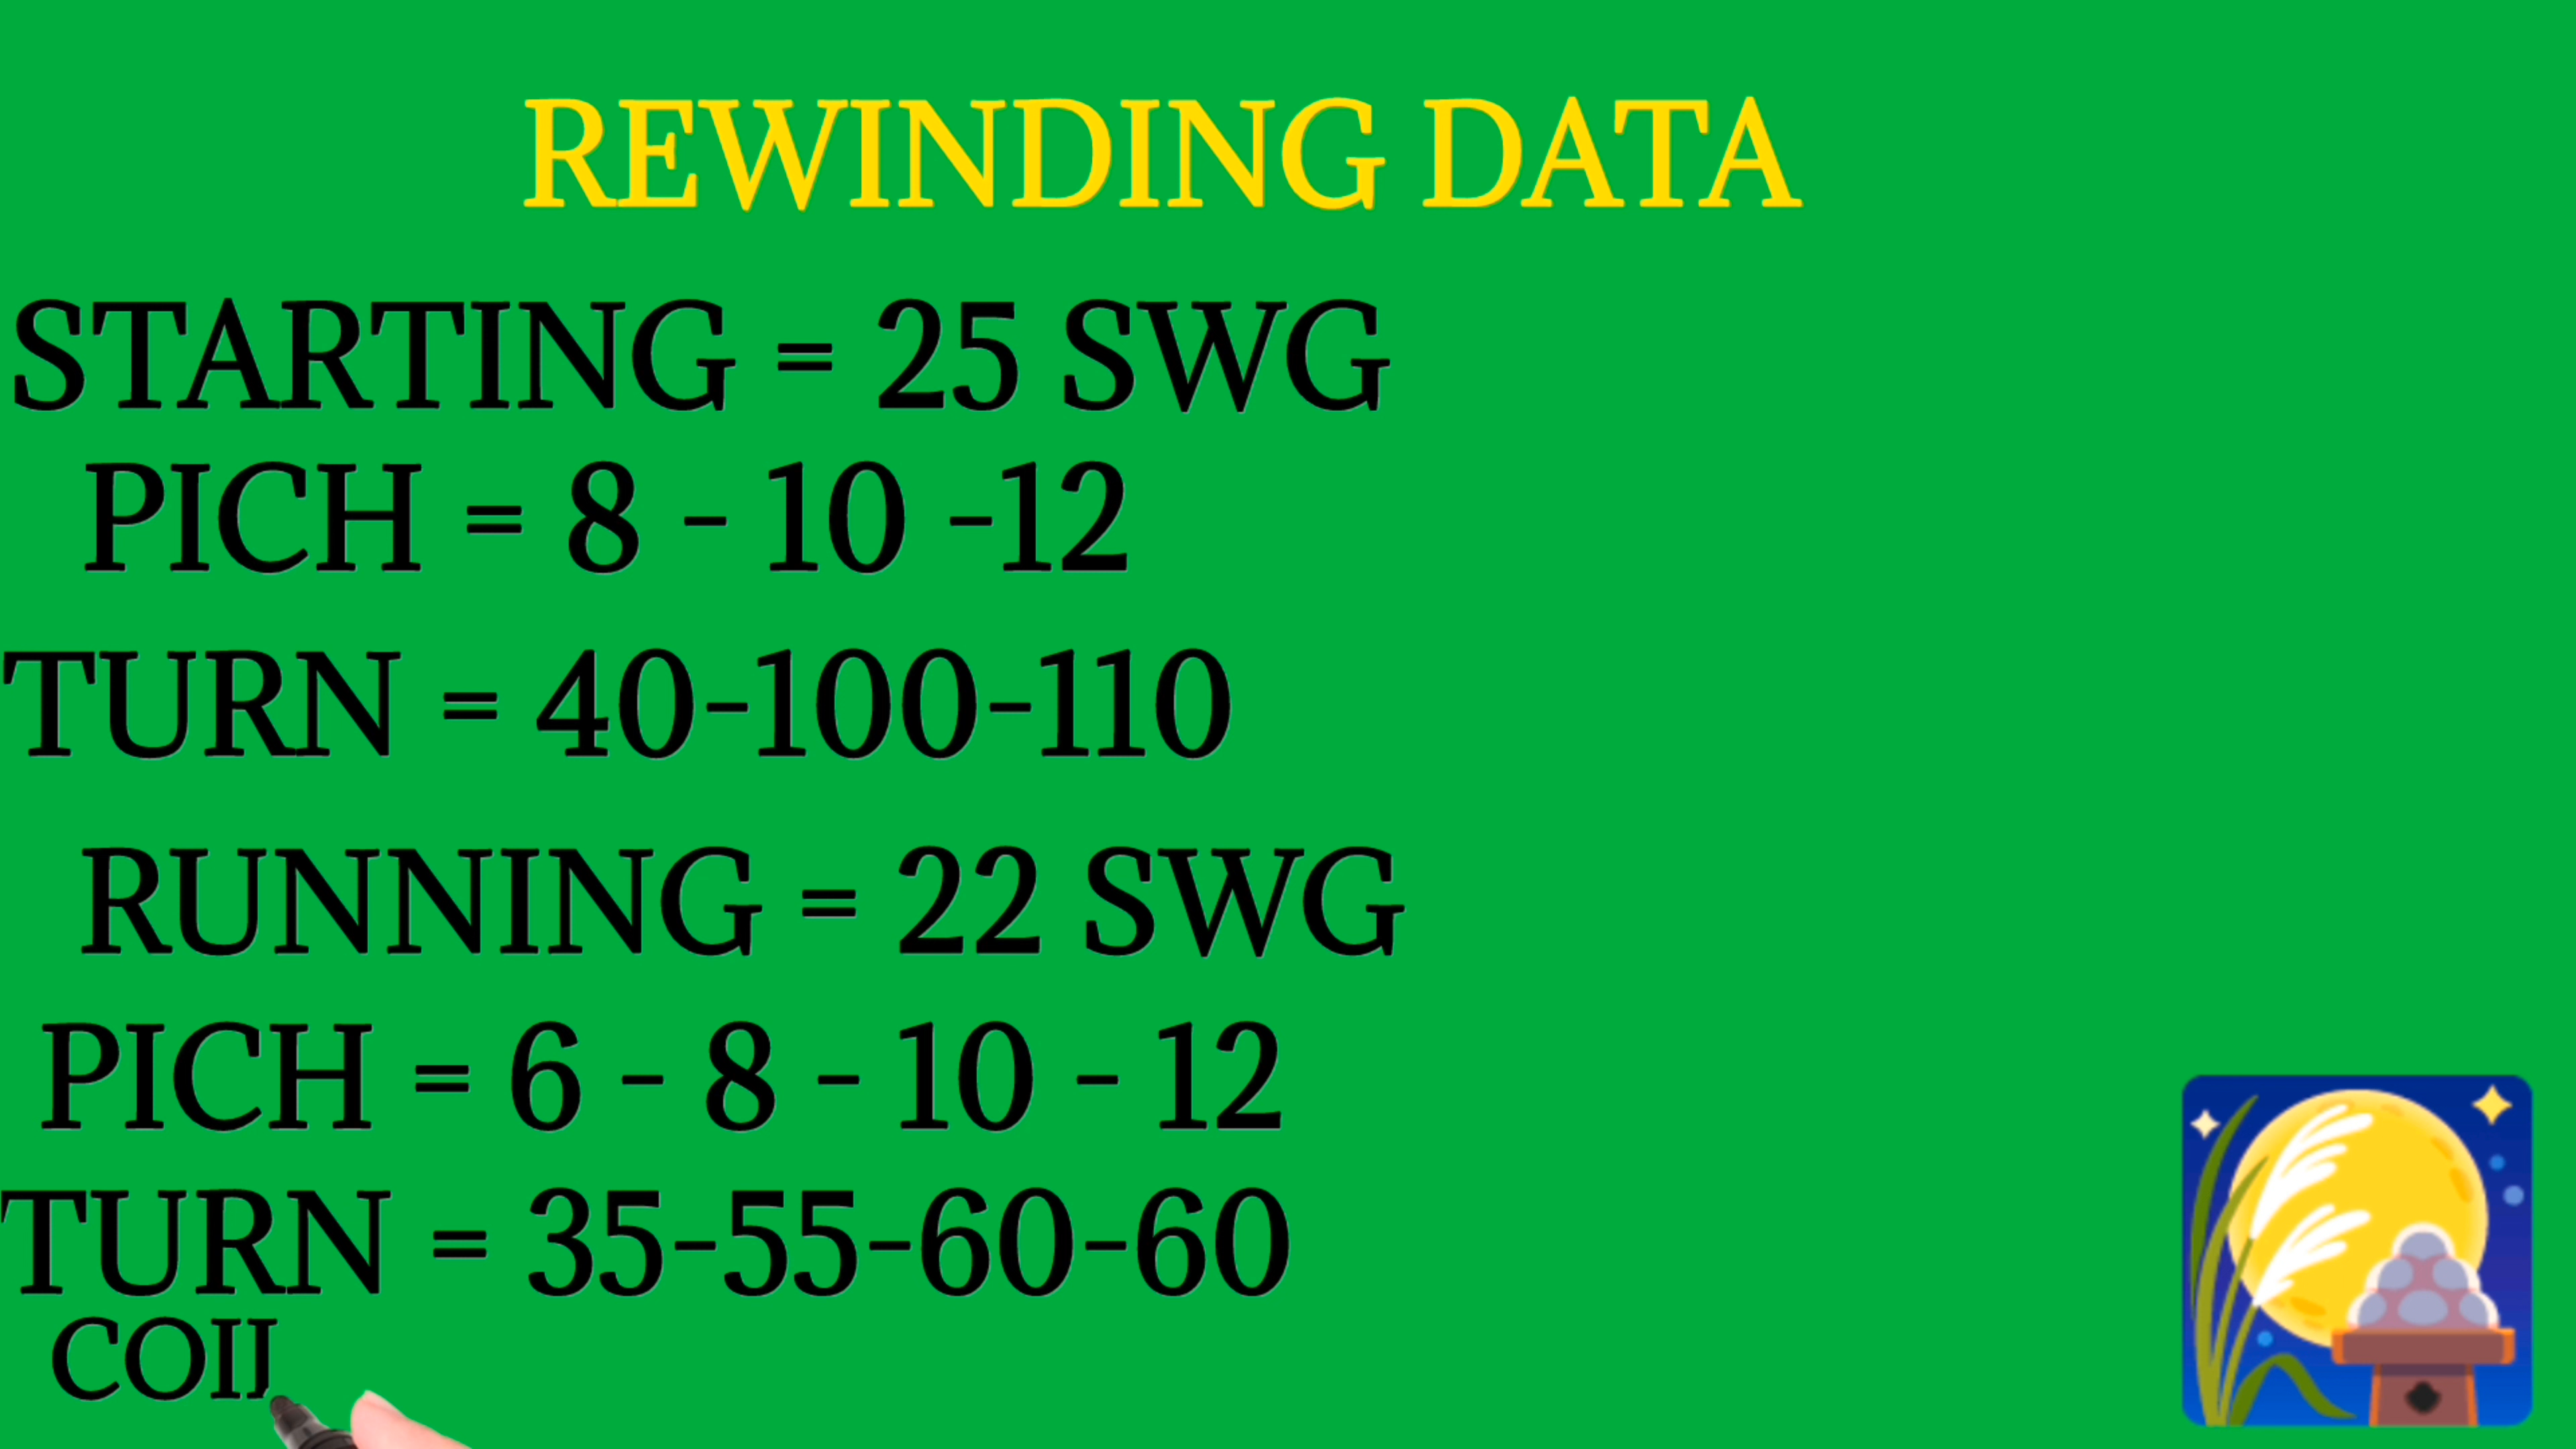 REWINDING DATA
STARTING = 25 SWG
PICH = 8 - 10 -12
TURN = 40-100-110
RUNNING = 22 SWG
PICH = 6 - 8 - 10 - 12
TURN = 35-55-60-60